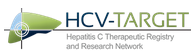 HCV-TARGET
Hepatitis C Therapeutic Registry
and Research Network